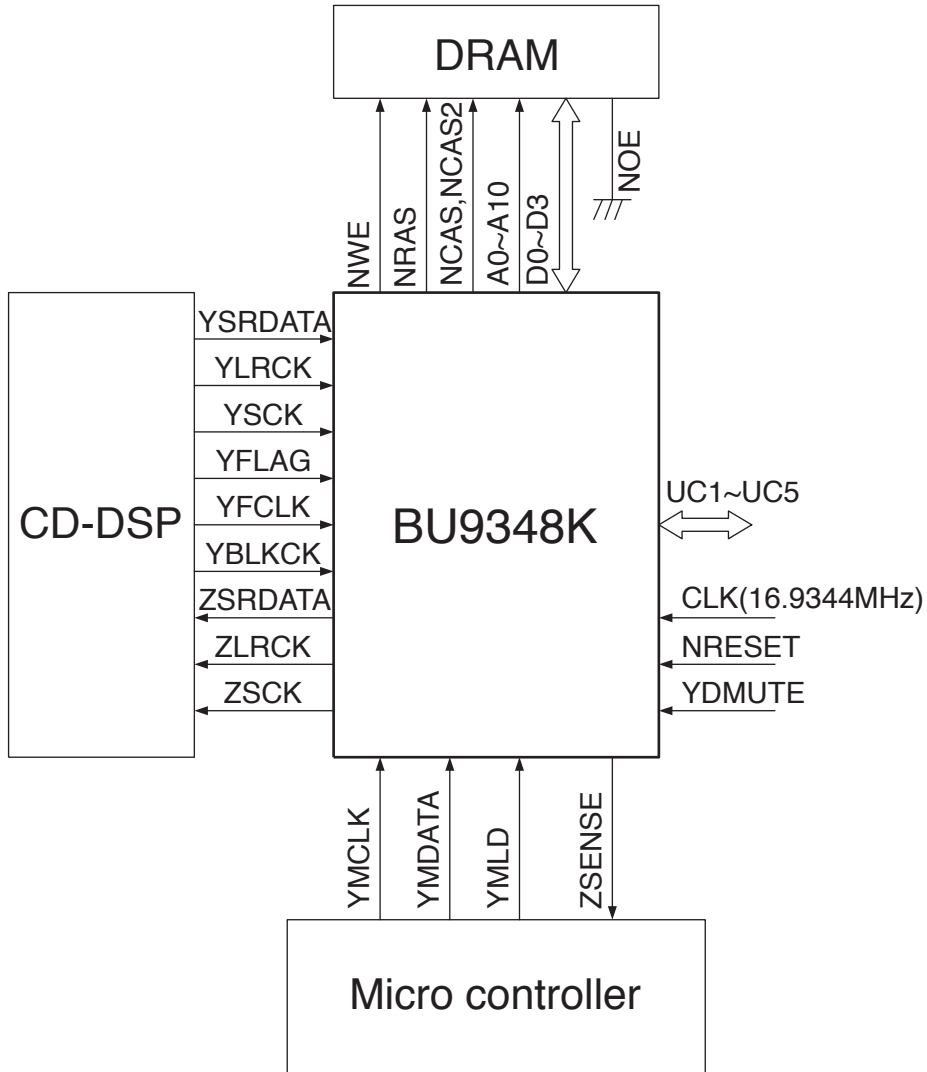 DRAM
NWE
NRAS
NCAS,NCAS2
A0~A10
D0~D3
NOE
YSRDATA
YLRCK
YSCK
YFLAG
YFCLK
YBLKCK
ZSRDATA
ZLRCK
ZSCK
CD-DSP
BU9348K
UC1~UC5
CLK(16.9344MHz)
NRESET
YDMUTE
YMCLK
YMDATA
YMLD
ZSENSE
Micro controller